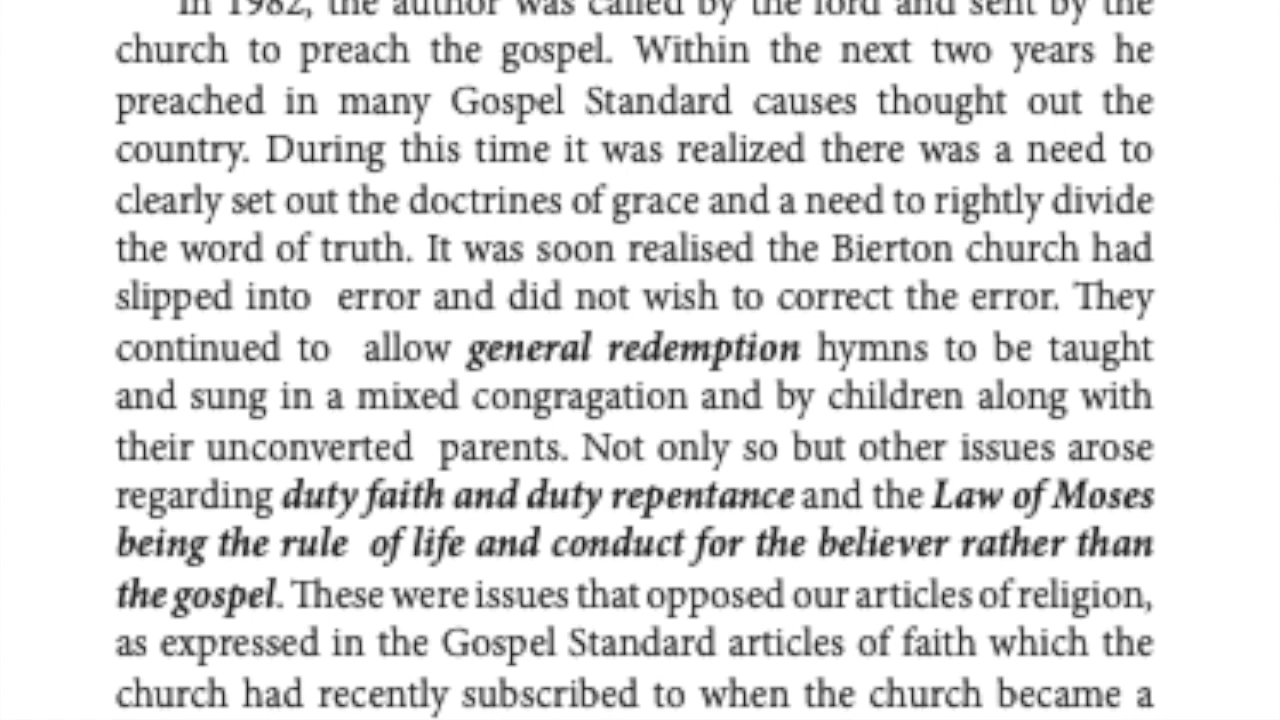 In 1982, the author was called by the lord and sent by the
church to preach the gospel. Within the next two years he
preached in many Gospel Standard causes thought out the
country. During this time it was realized there was a need to
clearly set out the doctrines of grace and a need to rightly divide
the word of truth. It was soon realised the Bierton church had
slipped into error and did not wish to correct the error. They
continued to allow general redemption hymns to be taught
and sung in a mixed congragation and by children along with
their unconverted parents. Not only so but other issues arose
regarding duty faith and duty repentance and the Law of Moses
being the rule of life and conduct for the believer rather than
the gospel. These were issues that opposed our articles of religion,
as expressed in the Gospel Standard articles of faith which the
church had recently subscribed to when the church became a